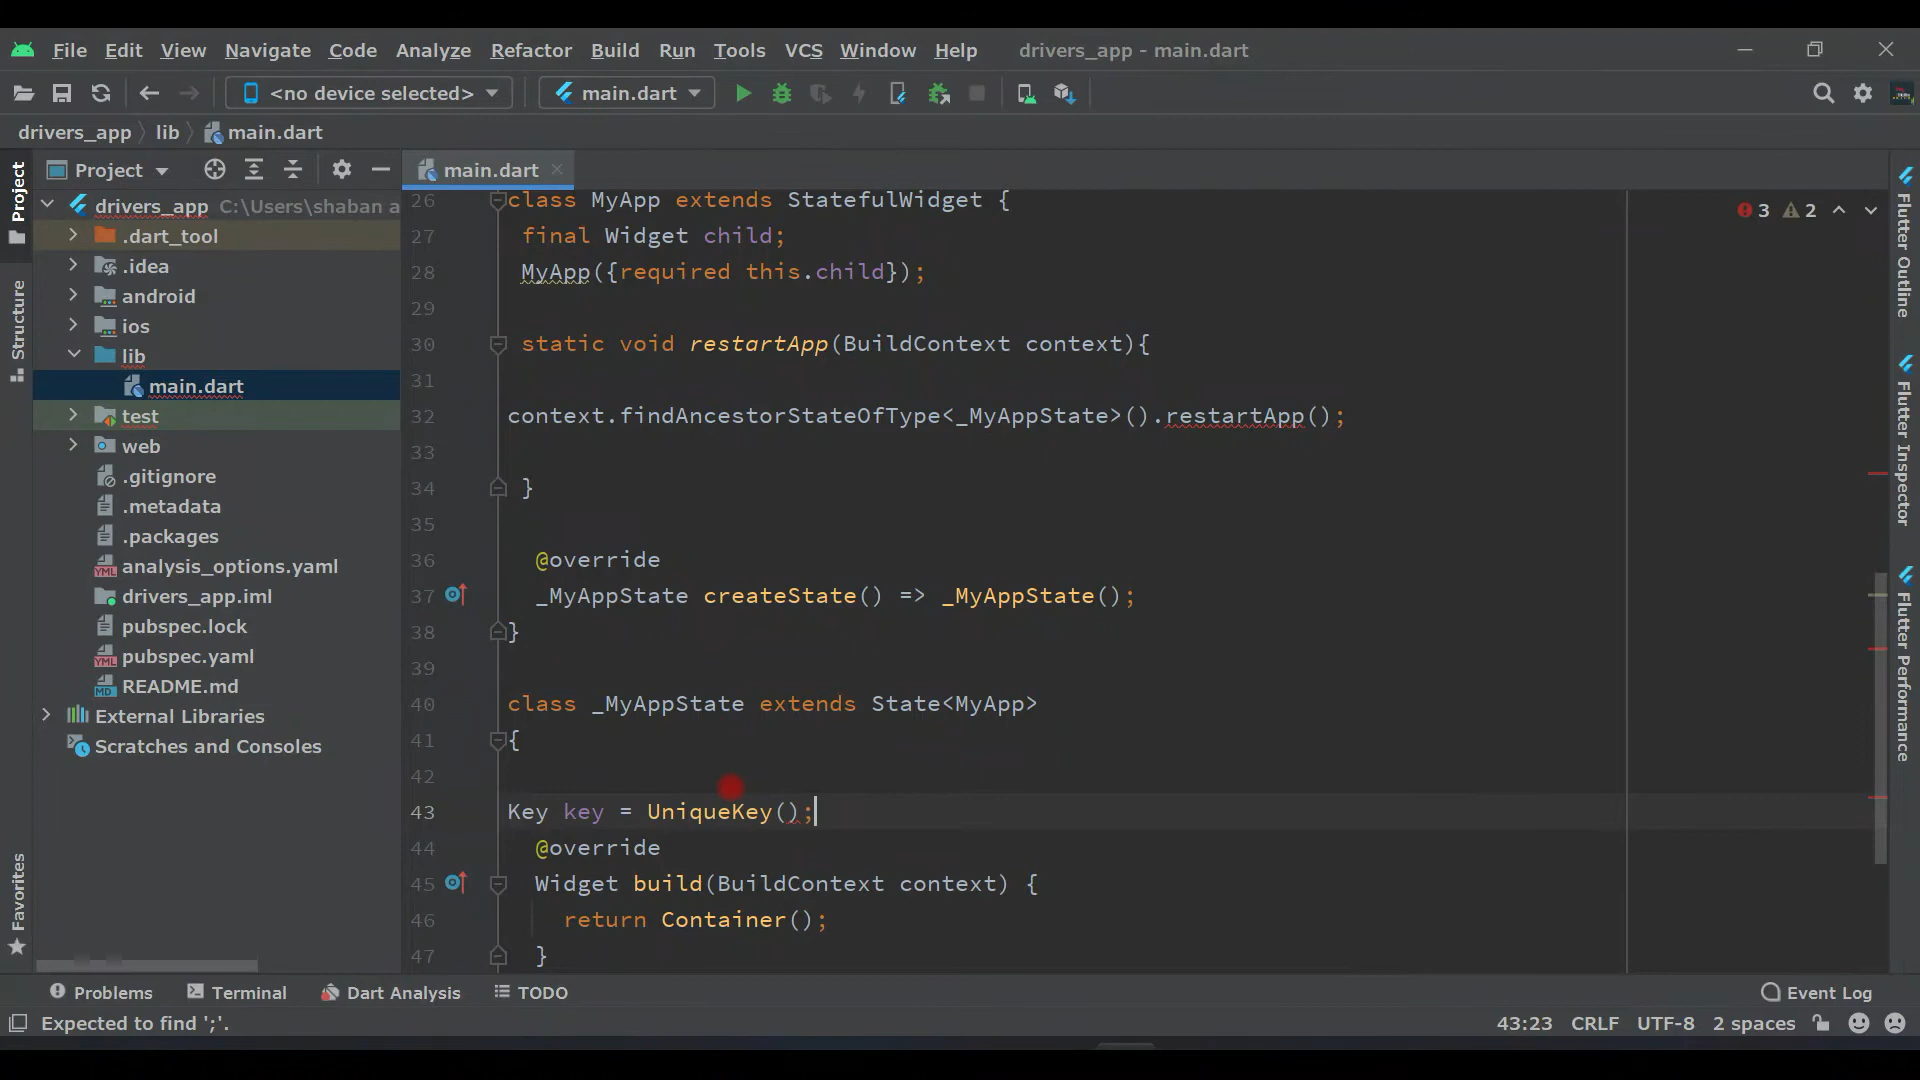 File Edit View Navigate Code Analyze Refactor Build Run Tools VCS Window Help drivers_app - main.dart
<no device selected> main.dart
drivers_app lib main.dart
Project
Structure
Favorites
Project
drivers_app C:\Users\shaban a
.dart_tool
.idea
android
ios
lib
main.dart
test
web
.gitignore
.metadata
.packages
analysis_options.yaml
drivers_app.iml
pubspec.lock
pubspec.yaml
README.md
External Libraries
Scratches and Consoles
main.dart
3 2
26 class MyApp extends StatefulWidget {
27 final Widget child;
28 MyApp({required this.child});
29
30 static void restartApp(BuildContext context){
31
32 context.findAncestorStateOfType<_MyAppState>().restartApp();
33
34 }
35
36 @override
37 _MyAppState createState() => _MyAppState();
38 }
39
40 class _MyAppState extends State<MyApp>
41 {
42
43 Key key = UniqueKey();
44 @override
45 Widget build(BuildContext context) {
46 return Container();
47 }
Flutter Outline
Flutter Inspector
Flutter Performance
Problems Terminal Dart Analysis TODO Event Log
Expected to find ';'. 43:23 CRLF UTF-8 2 spaces